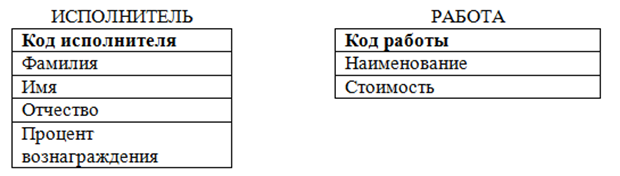 ИСПОЛНИТЕЛЬ
Код исполнителя
Фамилия
Имя
Отчество
Процент
вознаграждения
РАБОТА
Код работы
Наименование
Стоимость